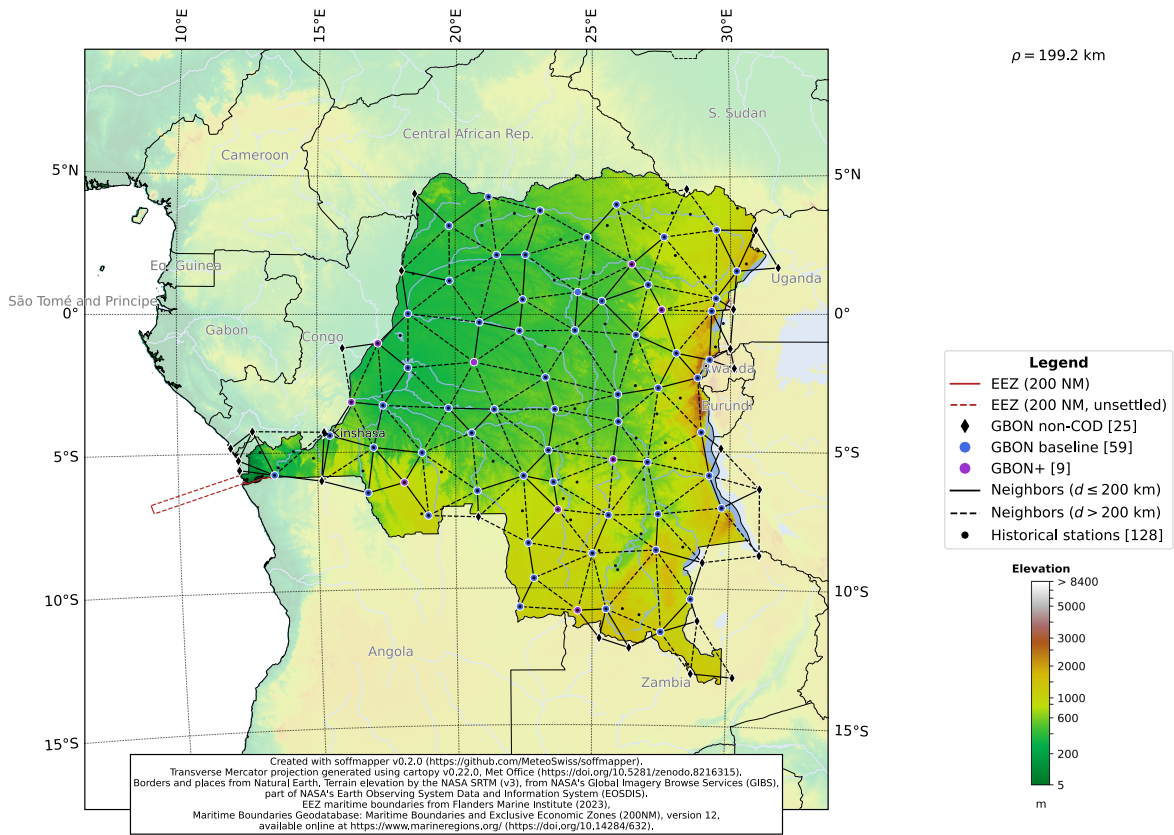 10°E
15°E
20°E
25°E
30°E
ρ = 199.2 km
S. Sudan
Central African Rep.
Cameroon
5°N
5°N
Eq. Guinea
Uganda
São Tomé and Principe
0°
0°
Gabon
Congo
Rwanda
Burundi
Kinshasa
5°S
5°S
10°S
10°S
Angola
Zambia
15°S
15°S
Legend
EEZ (200 NM)
EEZ (200 NM, unsettled)
GBON non-COD [25]
GBON baseline [59]
GBON+ [9]
Neighbors (d ≤ 200 km)
Neighbors (d > 200 km)
Historical stations [128]
Elevation
> 8400
5000
3000
2000
1000
600
200
5
m
Created with soffmapper v0.2.0 (https://github.com/MeteoSwiss/soffmapper).
Transverse Mercator projection generated using cartopy v0.22.0, Met Office (https://doi.org/10.5281/zenodo.8216315).
Borders and places from Natural Earth, Terrain elevation by the NASA SRTM (v3), from NASA's Global Imagery Browse Services (GIBS),
part of NASA's Earth Observing System Data and Information System (EOSDIS).
EEZ maritime boundaries from Flanders Marine Institute (2023),
Maritime Boundaries Geodatabase: Maritime Boundaries and Exclusive Economic Zones (200NM), version 12,
available online at https://www.marineregions.org/ (https://doi.org/10.14284/632).